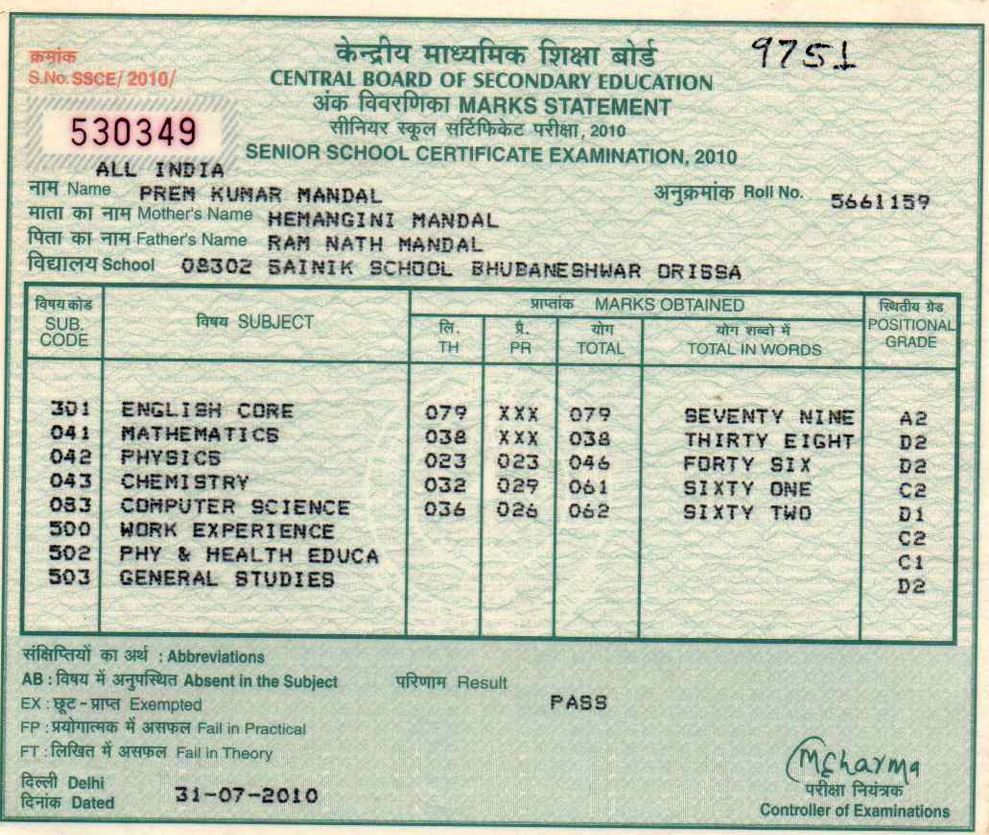 9751
क्रमांक
S.No. SSCE/ 2010/
530349
केन्द्रीय माध्यमिक शिक्षा बोर्ड
CENTRAL BOARD OF SECONDARY EDUCATION
अंक विवरणिका MARKS STATEMENT
सीनियर स्कूल सर्टिफिकेट परीक्षा, 2010
SENIOR SCHOOL CERTIFICATE EXAMINATION, 2010
ALL INDIA
नाम Name PREM KUMAR MANDAL अनुक्रमांक Roll No. 5661159
माता का नाम Mother's Name HEMANGINI MANDAL
पिता का नाम Father's Name RAM NATH MANDAL
विद्यालय School 08302 SAINIK SCHOOL BHUBANESHWAR ORISSA
विषय कोड SUB. CODE विषय SUBJECT प्राप्तांक MARKS OBTAINED स्थितीय ग्रेड POSITIONAL GRADE
लि. TH प्रै. PR योग TOTAL योग शब्दो में TOTAL IN WORDS
301 ENGLISH CORE 079 XXX 079 SEVENTY NINE A2
041 MATHEMATICS 038 XXX 038 THIRTY EIGHT D2
042 PHYSICS 023 023 046 FORTY SIX D2
043 CHEMISTRY 032 029 061 SIXTY ONE C2
083 COMPUTER SCIENCE 036 026 062 SIXTY TWO D1
500 WORK EXPERIENCE C2
502 PHY & HEALTH EDUCA C1
503 GENERAL STUDIES D2
संक्षिप्तियों का अर्थ : Abbreviations
AB : विषय में अनुपस्थित Absent in the Subject परिणाम Result
EX : छूट - प्राप्त Exempted PASS
FP : प्रयोगात्मक में असफल Fail in Practical
FT : लिखित में असफल Fail in Theory
दिल्ली Delhi
दिनांक Dated 31-07-2010
परीक्षा नियंत्रक
Controller of Examinations